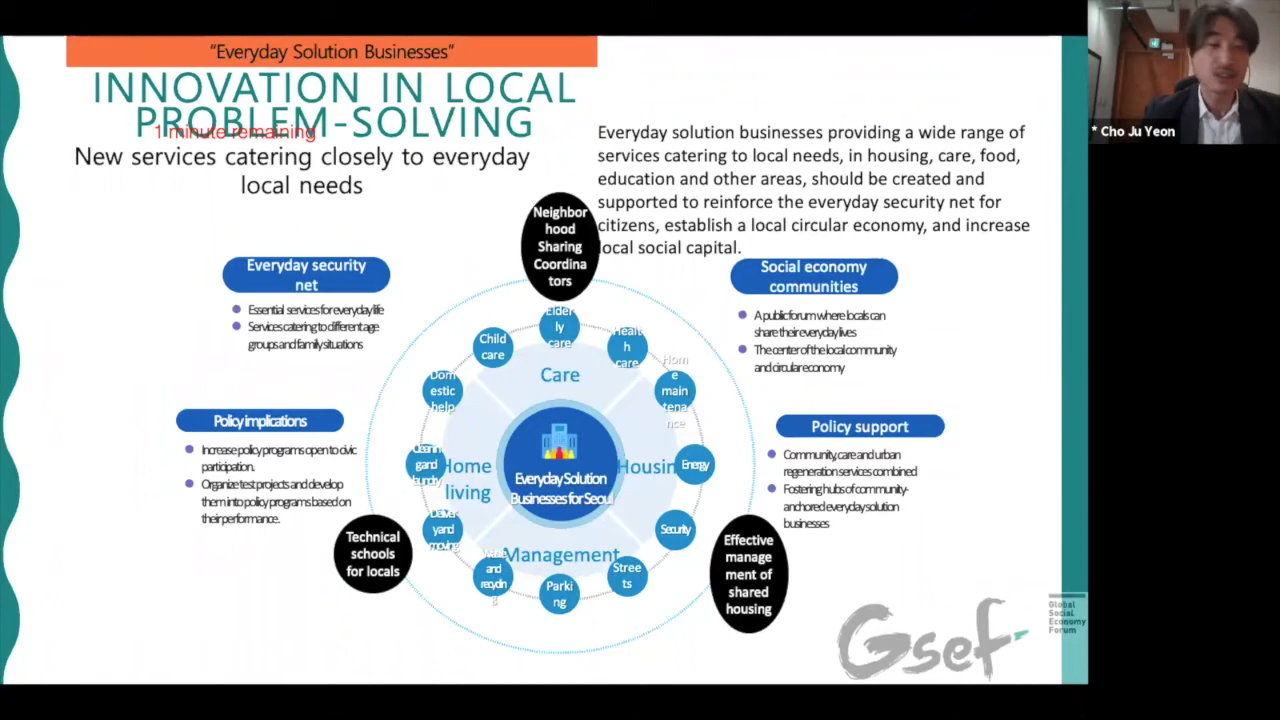 "Everyday Solution Businesses"
INNOVATION IN LOCAL
PROBLEM-SOLVING
1 minute remaining
New services catering closely to everyday
local needs
Everyday solution businesses providing a wide range of
services catering to local needs, in housing, care, food,
education and other areas, should be created and
supported to reinforce the everyday security net for
citizens, establish a local circular economy, and increase
local social capital.
* Cho Ju Yeon
Neighbor
hood
Sharing
Coordina
tors
Everyday security
net
Essential services for everyday life
Services catering to different age
groups and family situations
Social economy
communities
A public forum where locals can
share their everyday lives
The center of the local community
and circular economy
Policy implications
Increase policy programs open to civic
participation.
Organize test projects and develop
them into policy programs based on
their performance.
Policy support
Community, care and urban
regeneration services combined
Fostering hubs of community-
anchored everyday solution
businesses
Elder
ly
care
Child
care
Healt
h
care
Hom
e
main
tena
nce
Dom
estic
help
Care
Home
living
Housin
Energy
Everyday Solution
Businesses for Seoul
Security
Management
and
recyclin
g
Parki
ng
Stree
ts
Technical
schools
for locals
Effective
manage
ment of
shared
housing
Gsef
Global
Social
Economy
Forum